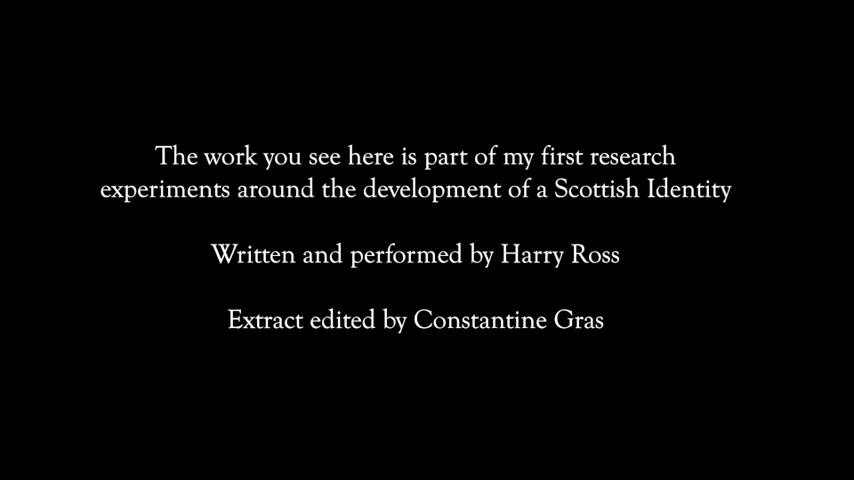 The work you see here is part of my first research
experiments around the development of a Scottish Identity
Written and performed by Harry Ross
Extract edited by Constantine Gras